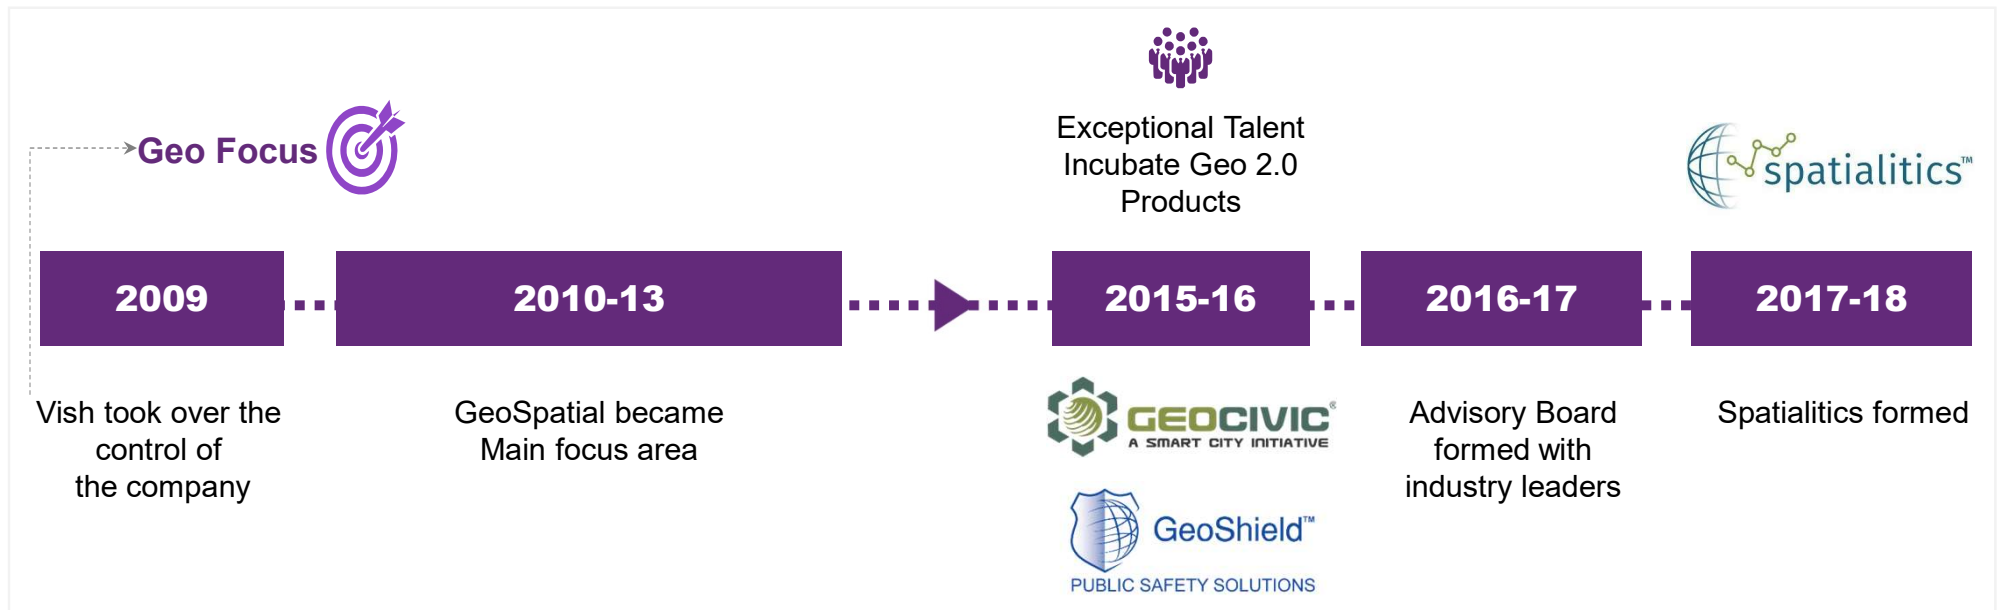 Geo Focus
Exceptional Talent
Incubate Geo 2.0
Products
spatialitics™
2009
2010-13
2015-16
2016-17
2017-18
Vish took over the
control of
the company
GeoSpatial became
Main focus area
GEOCIVIC®
A SMART CITY INITIATIVE
GeoShield™
PUBLIC SAFETY SOLUTIONS
Advisory Board
formed with
industry leaders
Spatialitics formed